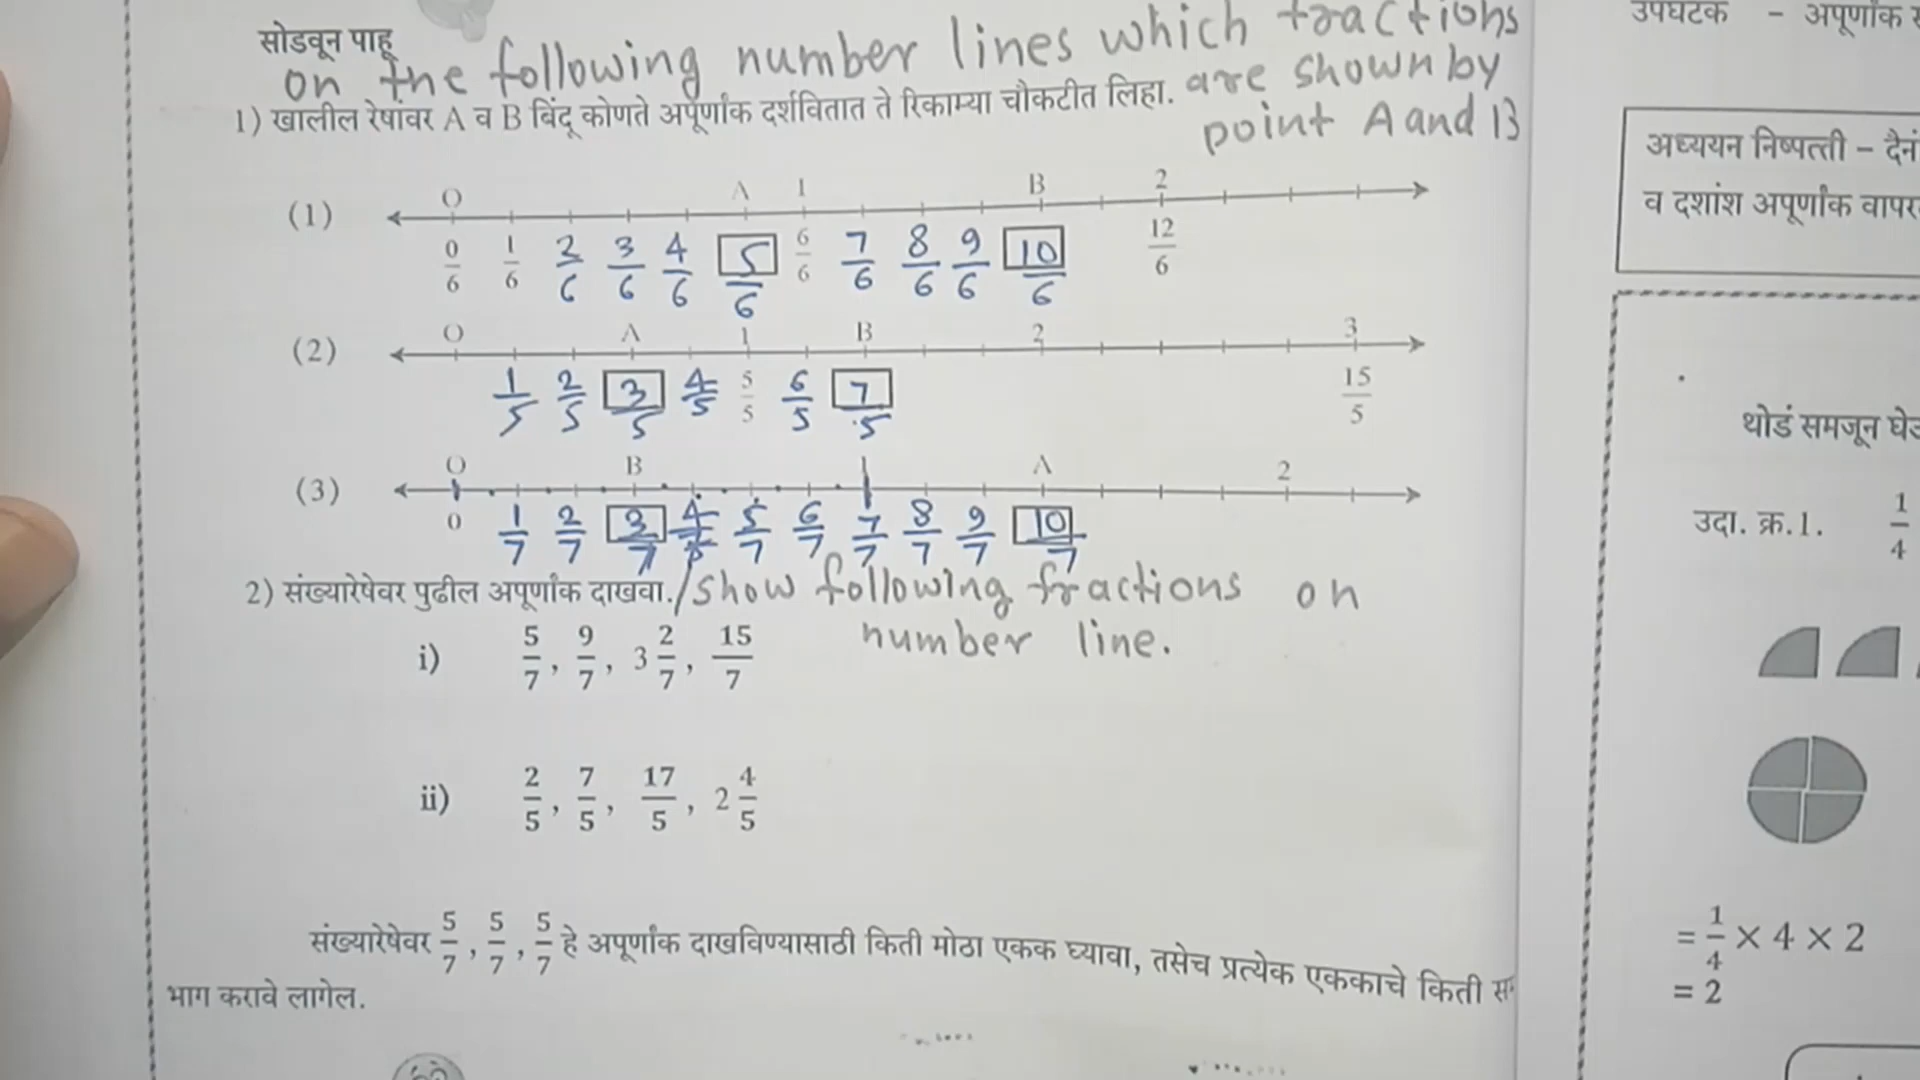 सोडवून पाहू
on the following number lines which fractions
1) खालील रेषांवर A व B बिंदू कोणते अपूर्णांक दर्शवितात ते रिकाम्या चौकटीत लिहा. are shown by
point A and B
(1) O A 1 B 2
0/6 1/6 2/6 3/6 4/6 5/6 6/6 7/6 8/6 9/6 10/6 12/6
(2) O A 1 B 2 3
1/5 2/5 3/5 4/5 5/5 6/5 7/5 15/5
(3) O B 1 A 2
0 1/7 2/7 3/7 4/7 5/7 6/7 7/7 8/7 9/7 10/7
2) संख्यारेषेवर पुढील अपूर्णांक दाखवा. / show following fractions on
number line.
i) 5/7, 9/7, 3 2/7, 15/7
ii) 2/5, 7/5, 17/5, 2 4/5
संख्यारेषेवर 5/7, 5/7, 5/7 हे अपूर्णांक दाखविण्यासाठी किती मोठा एकक घ्यावा, तसेच प्रत्येक एककाचे किती
भाग करावे लागेल.
उपघटक - अपूर्णांक
अध्ययन निष्पत्ती – दैनं
व दशांश अपूर्णांक वापर
थोडं समजून घेऊ
उदा. क्र.1. 1/4
= 1/4 × 4 × 2
= 2